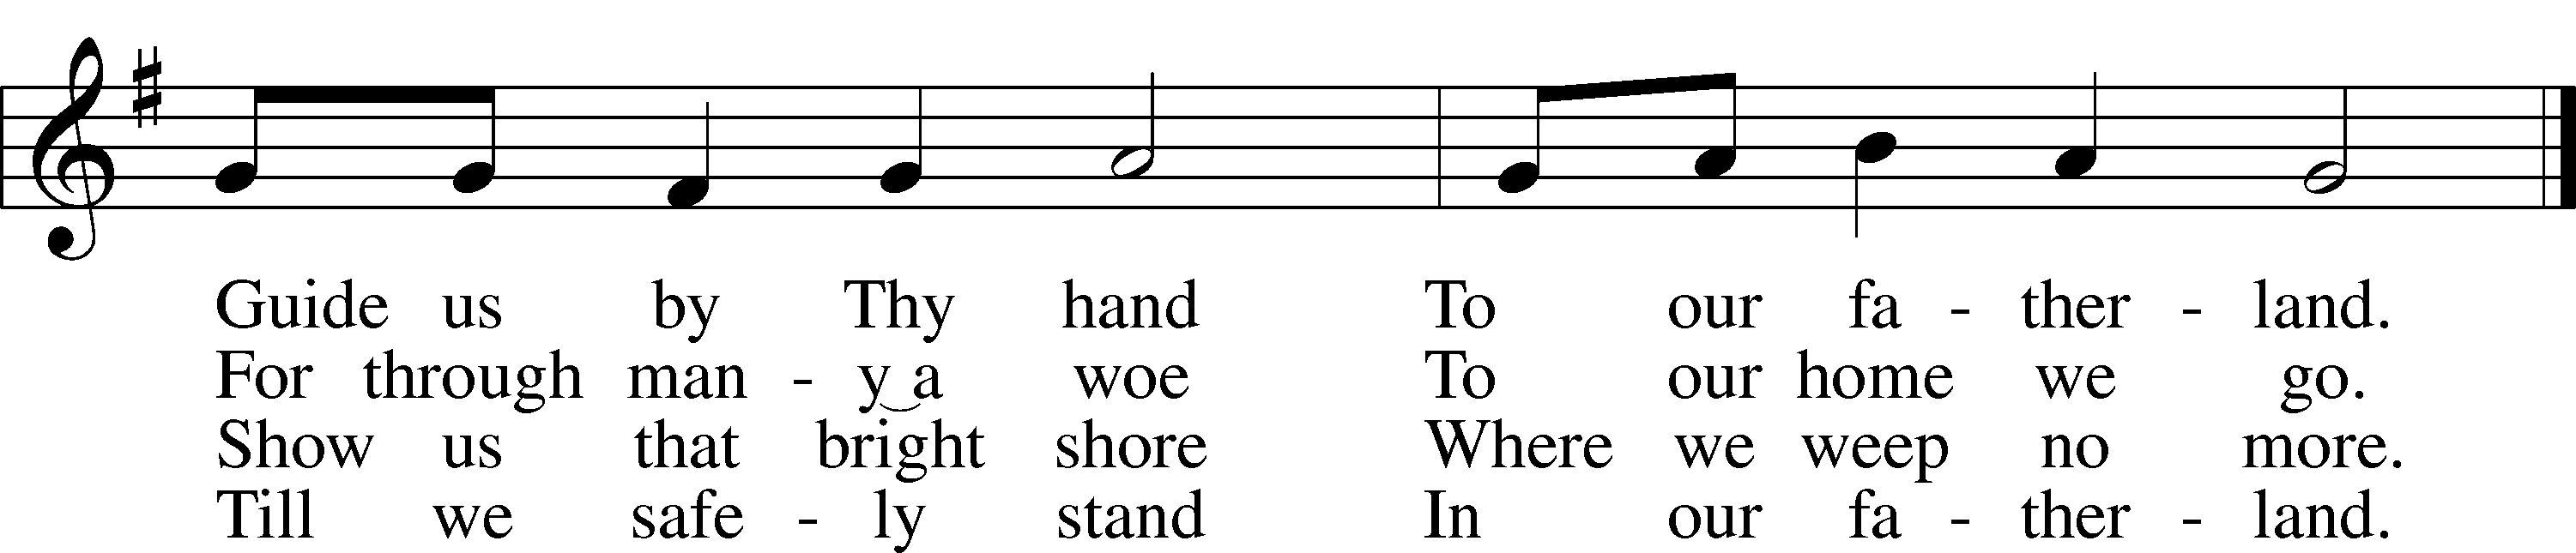 Guide us by Thy hand To our fa - ther - land.
For through man - y a woe To our home we go.
Show us that bright shore Where we weep no more.
Till we safe - ly stand In our fa - ther - land.